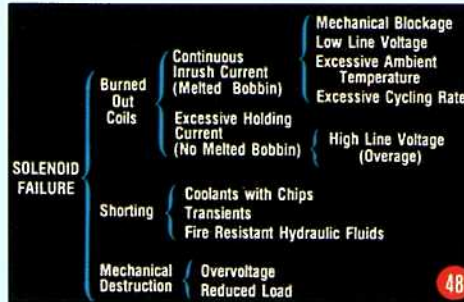 SOLENOID
FAILURE
Burned
Out
Coils
Continuous
Inrush Current
(Melted Bobbin)
Mechanical Blockage
Low Line Voltage
Excessive Ambient
Temperature
Excessive Cycling Rate
Excessive Holding
Current
(No Melted Bobbin)
High Line Voltage
(Overage)
Shorting
Coolants with Chips
Transients
Fire Resistant Hydraulic Fluids
Mechanical
Destruction
Overvoltage
Reduced Load
48